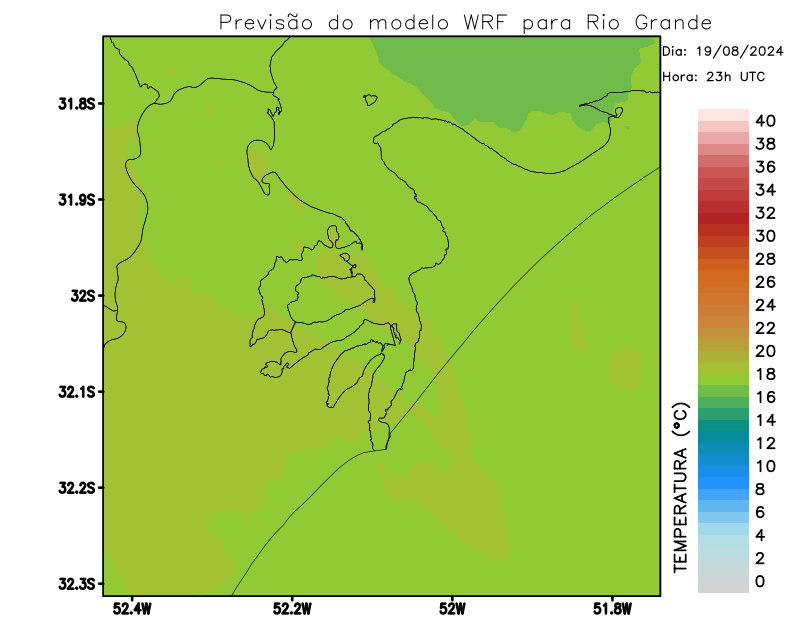 Previsão do modelo WRF para Rio Grande
Dia: 19/08/2024
Hora: 23h UTC
31.8S
31.9S
32S
32.1S
32.2S
32.3S
52.4W
52.2W
52W
51.8W
TEMPERATURA (°C)
40
38
36
34
32
30
28
26
24
22
20
18
16
14
12
10
8
6
4
2
0